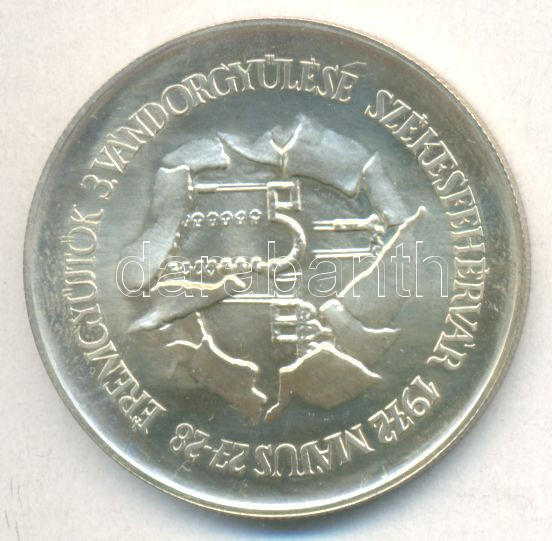 ÉREMGYŰJTŐK 3. VÁNDORGYŰLÉSE SZÉKESFEHÉRVÁR 1972 MÁJUS 27-28
darabanth